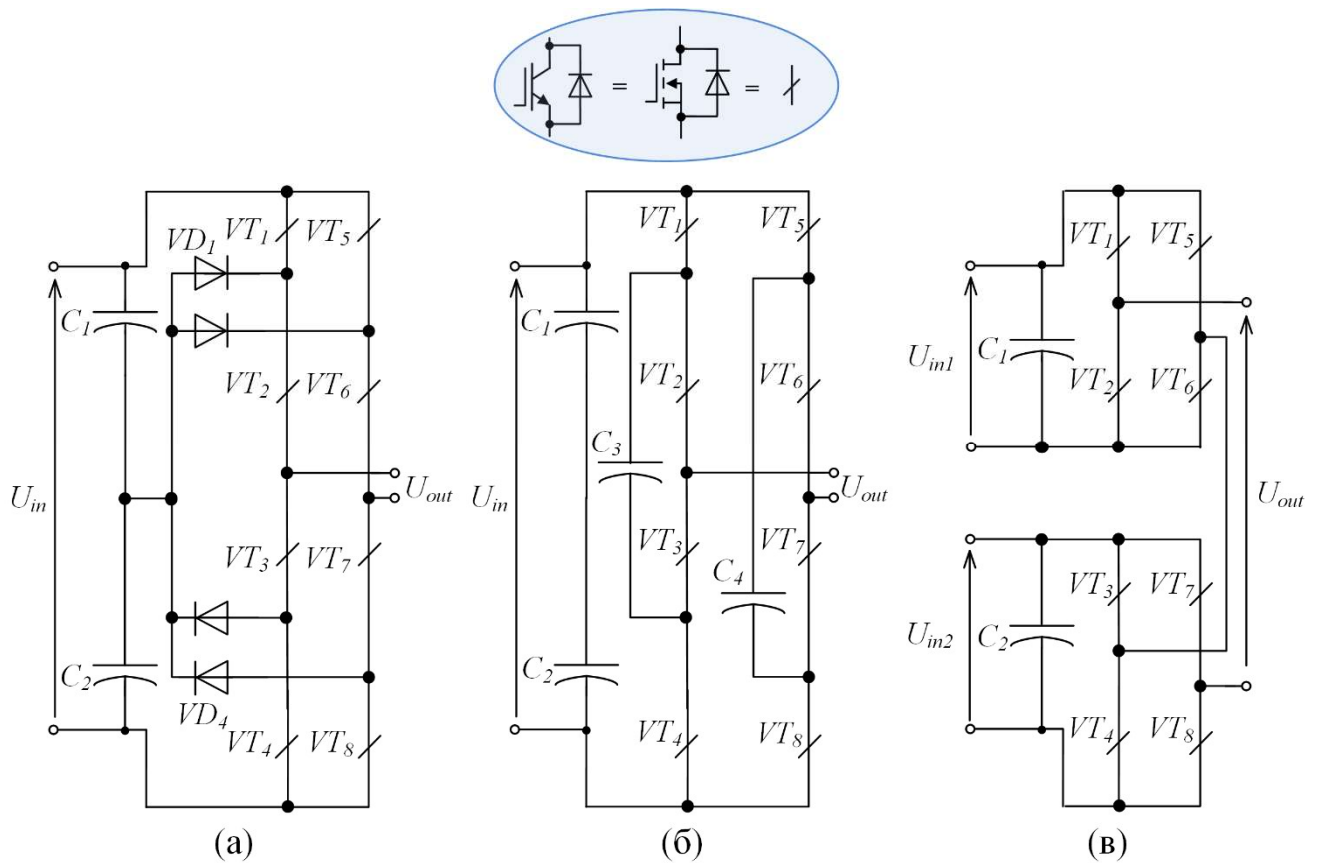 = =
VT1 VT5
VD1
C1
VT2 VT6
Uin
Uout
VT3 VT7
C2
VD4
VT4 VT8
(а)
VT1 VT5
C1
VT2 VT6
C3
Uin
Uout
VT3 VT7
C4
C2
VT4 VT8
(б)
VT1 VT5
Uin1 C1
VT2 VT6
Uout
VT3 VT7
Uin2 C2
VT4 VT8
(в)